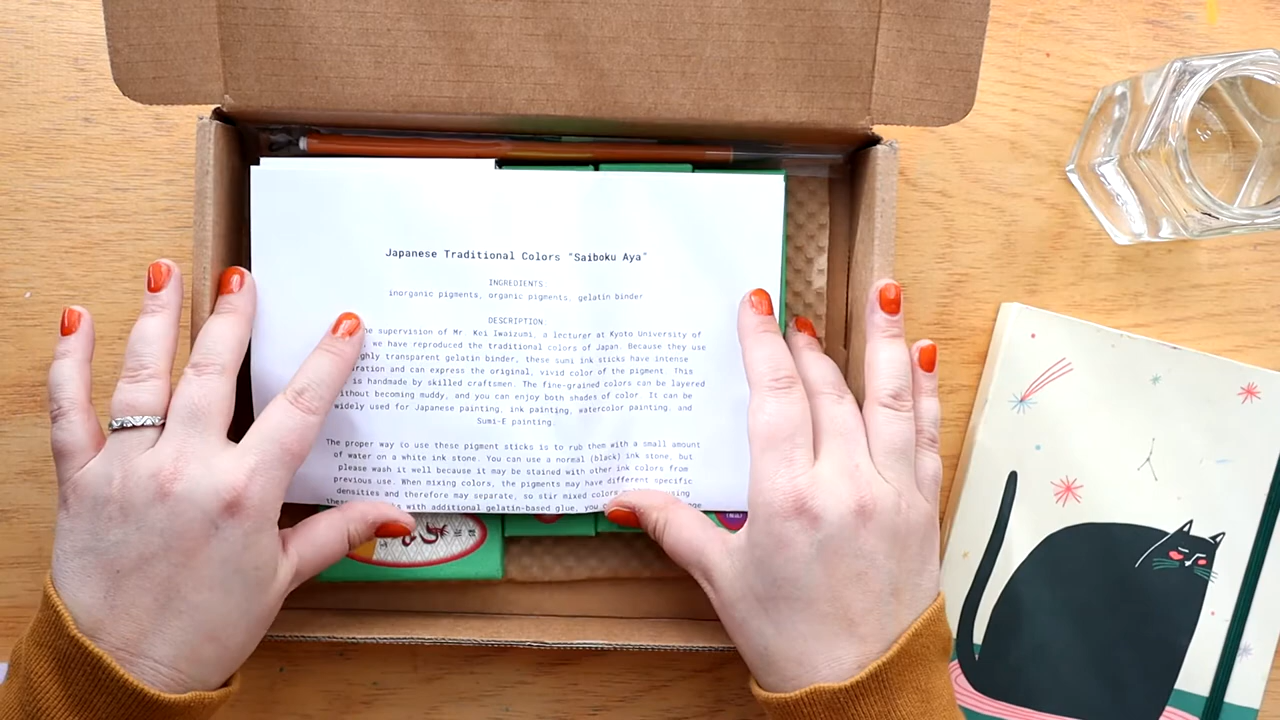 Japanese Traditional Colors "Saiboku Aya"
INGREDIENTS:
inorganic pigments, organic pigments, gelatin binder
DESCRIPTION:
the supervision of Mr. Kei Iwaizumi, a lecturer at Kyoto University of
we have reproduced the traditional colors of Japan. Because they use
highly transparent gelatin binder, these sumi ink sticks have intense
and can express the original, vivid color of the pigment. This
is handmade by skilled craftsmen. The fine-grained colors can be layered
without becoming muddy, and you can enjoy both shades of color. It can be
widely used for Japanese painting, ink painting, watercolor painting, and
Sumi-E painting.
The proper way to use these pigment sticks is to rub them with a small amount
of water on a white ink stone. You can use a normal (black) ink stone, but
please wash it well because it may be stained with other ink colors from
previous use. When mixing colors, the pigments may have different specific
densities and therefore may separate, so stir mixed colors using
with additional gelatin-based glue, you